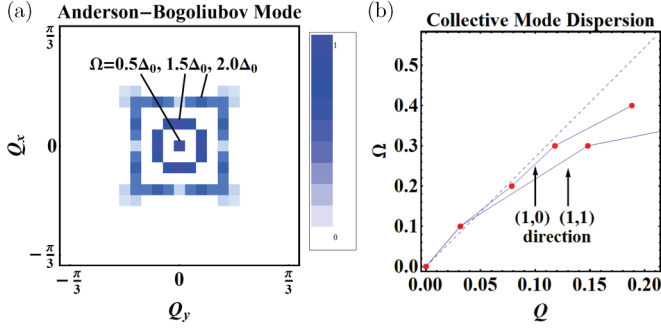 (a) Anderson−Bogoliubov Mode
π/3
Ω=0.5Δ₀, 1.5Δ₀, 2.0Δ₀
Qₓ
0
−π/3
−π/3 0 π/3
Qᵧ
1
0
(b) Collective Mode Dispersion
0.5
0.4
Ω
0.3
0.2
0.1
0.0
(1,0) (1,1)
direction
0.00 0.05 0.10 0.15 0.20
Q